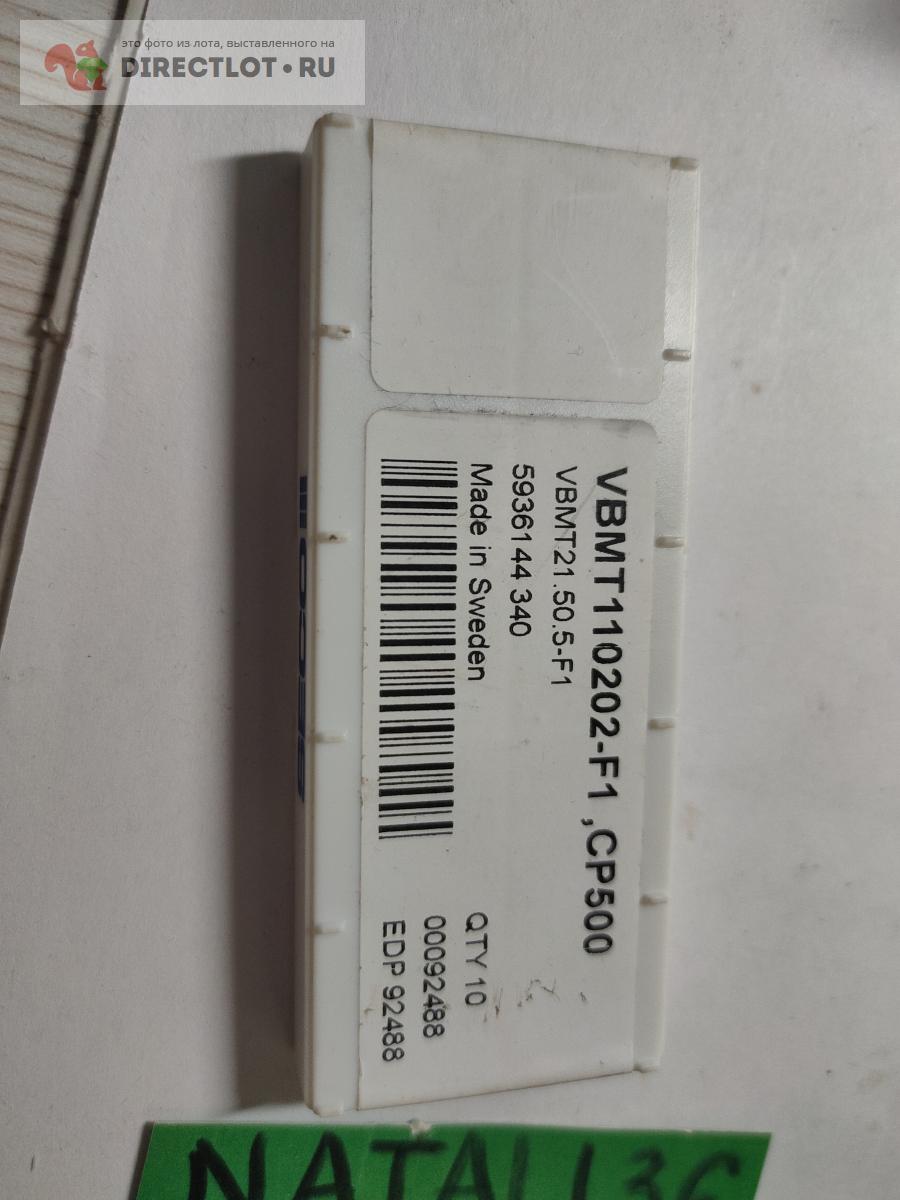 это фото из лота, выставленного на
DIRECTLOT.RU
VBMT110202-F1 ,CP500
VBMT21.50.5-F1
5936144 340
Made in Sweden
QTY 10
00092488
EDP 92488
SECO